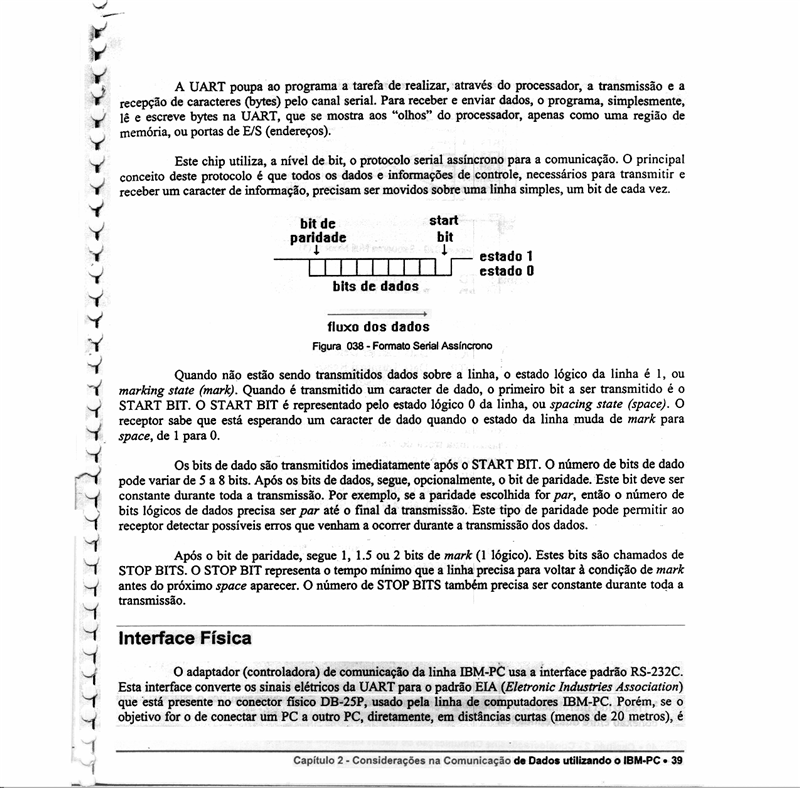 A UART poupa ao programa a tarefa de realizar, através do processador, a transmissão e a
recepção de caracteres (bytes) pelo canal serial. Para receber e enviar dados, o programa, simplesmente,
lê e escreve bytes na UART, que se mostra aos “olhos” do processador, apenas como uma região de
memória, ou portas de E/S (endereços).
Este chip utiliza, a nível de bit, o protocolo serial assíncrono para a comunicação. O principal
conceito deste protocolo é que todos os dados e informações de controle, necessários para transmitir e
receber um caracter de informação, precisam ser movidos sobre uma linha simples, um bit de cada vez.
bit de paridade
start bit
estado 1
estado 0
bits de dados
fluxo dos dados
Figura 038 - Formato Serial Assíncrono
Quando não estão sendo transmitidos dados sobre a linha, o estado lógico da linha é 1, ou
marking state (mark). Quando é transmitido um caracter de dado, o primeiro bit a ser transmitido é o
START BIT. O START BIT é representado pelo estado lógico 0 da linha, ou spacing state (space). O
receptor sabe que está esperando um caracter de dado quando o estado da linha muda de mark para
space, de 1 para 0.
Os bits de dado são transmitidos imediatamente após o START BIT. O número de bits de dado
pode variar de 5 a 8 bits. Após os bits de dados, segue, opcionalmente, o bit de paridade. Este bit deve ser
constante durante toda a transmissão. Por exemplo, se a paridade escolhida for par, então o número de
bits lógicos de dados precisa ser par até o final da transmissão. Este tipo de paridade pode permitir ao
receptor detectar possíveis erros que venham a ocorrer durante a transmissão dos dados.
Após o bit de paridade, segue 1, 1.5 ou 2 bits de mark (1 lógico). Estes bits são chamados de
STOP BITS. O STOP BIT representa o tempo mínimo que a linha precisa para voltar à condição de mark
antes do próximo space aparecer. O número de STOP BITS também precisa ser constante durante toda a
transmissão.
Interface Física
O adaptador (controladora) de comunicação da linha IBM-PC usa a interface padrão RS-232C.
Esta interface converte os sinais elétricos da UART para o padrão EIA (Eletronic Industries Association)
que está presente no conector físico DB-25P, usado pela linha de computadores IBM-PC. Porém, se o
objetivo for o de conectar um PC a outro PC, diretamente, em distâncias curtas (menos de 20 metros), é
Capítulo 2 - Considerações na Comunicação de Dados utilizando o IBM-PC • 39